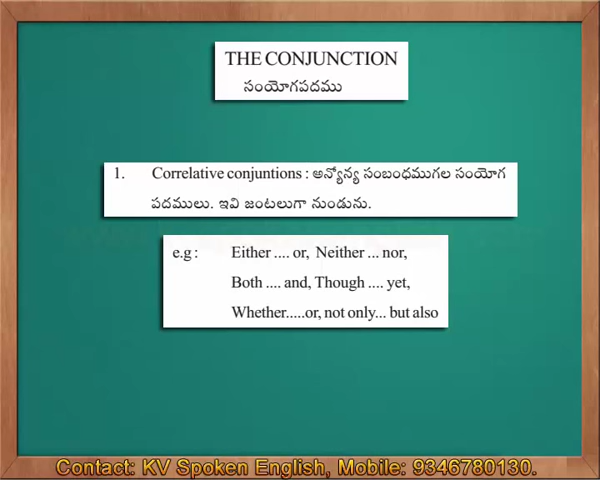 THE CONJUNCTION
సంయోగపదము
1. Correlative conjuntions : అన్యోన్య సంబంధముగల సంయోగ
పదములు. ఇవి జంటలుగా నుండును.
e.g : Either .... or, Neither ... nor,
Both .... and, Though .... yet,
Whether.....or, not only... but also
Contact: KV Spoken English, Mobile: 9346780130.